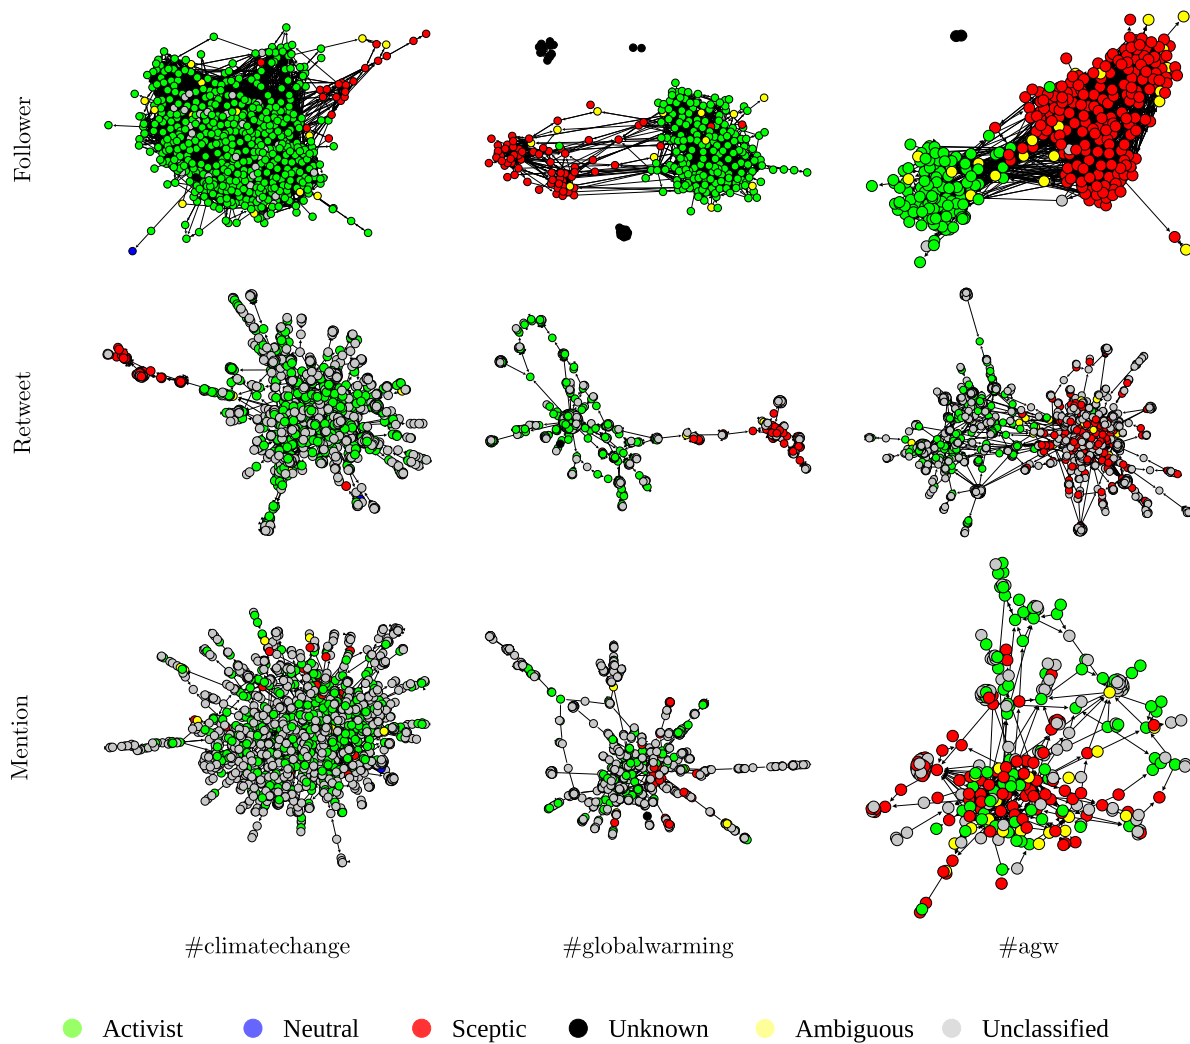 Follower
Retweet
Mention
#climatechange #globalwarming #agw
Activist Neutral Sceptic Unknown Ambiguous Unclassified